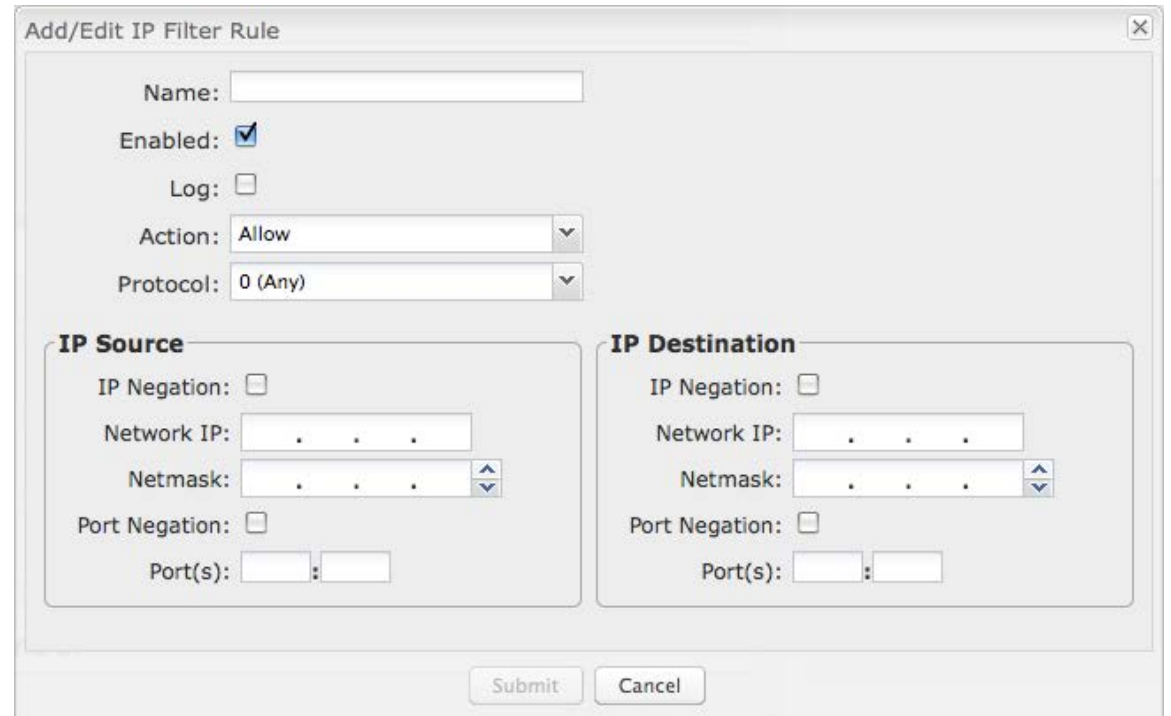 Add/Edit IP Filter Rule
Name:
Enabled:
Log:
Action: Allow
Protocol: 0 (Any)
IP Source
IP Negation:
Network IP: . . .
Netmask: . . .
Port Negation:
Port(s): :
IP Destination
IP Negation:
Network IP: . . .
Netmask: . . .
Port Negation:
Port(s): :
Submit Cancel